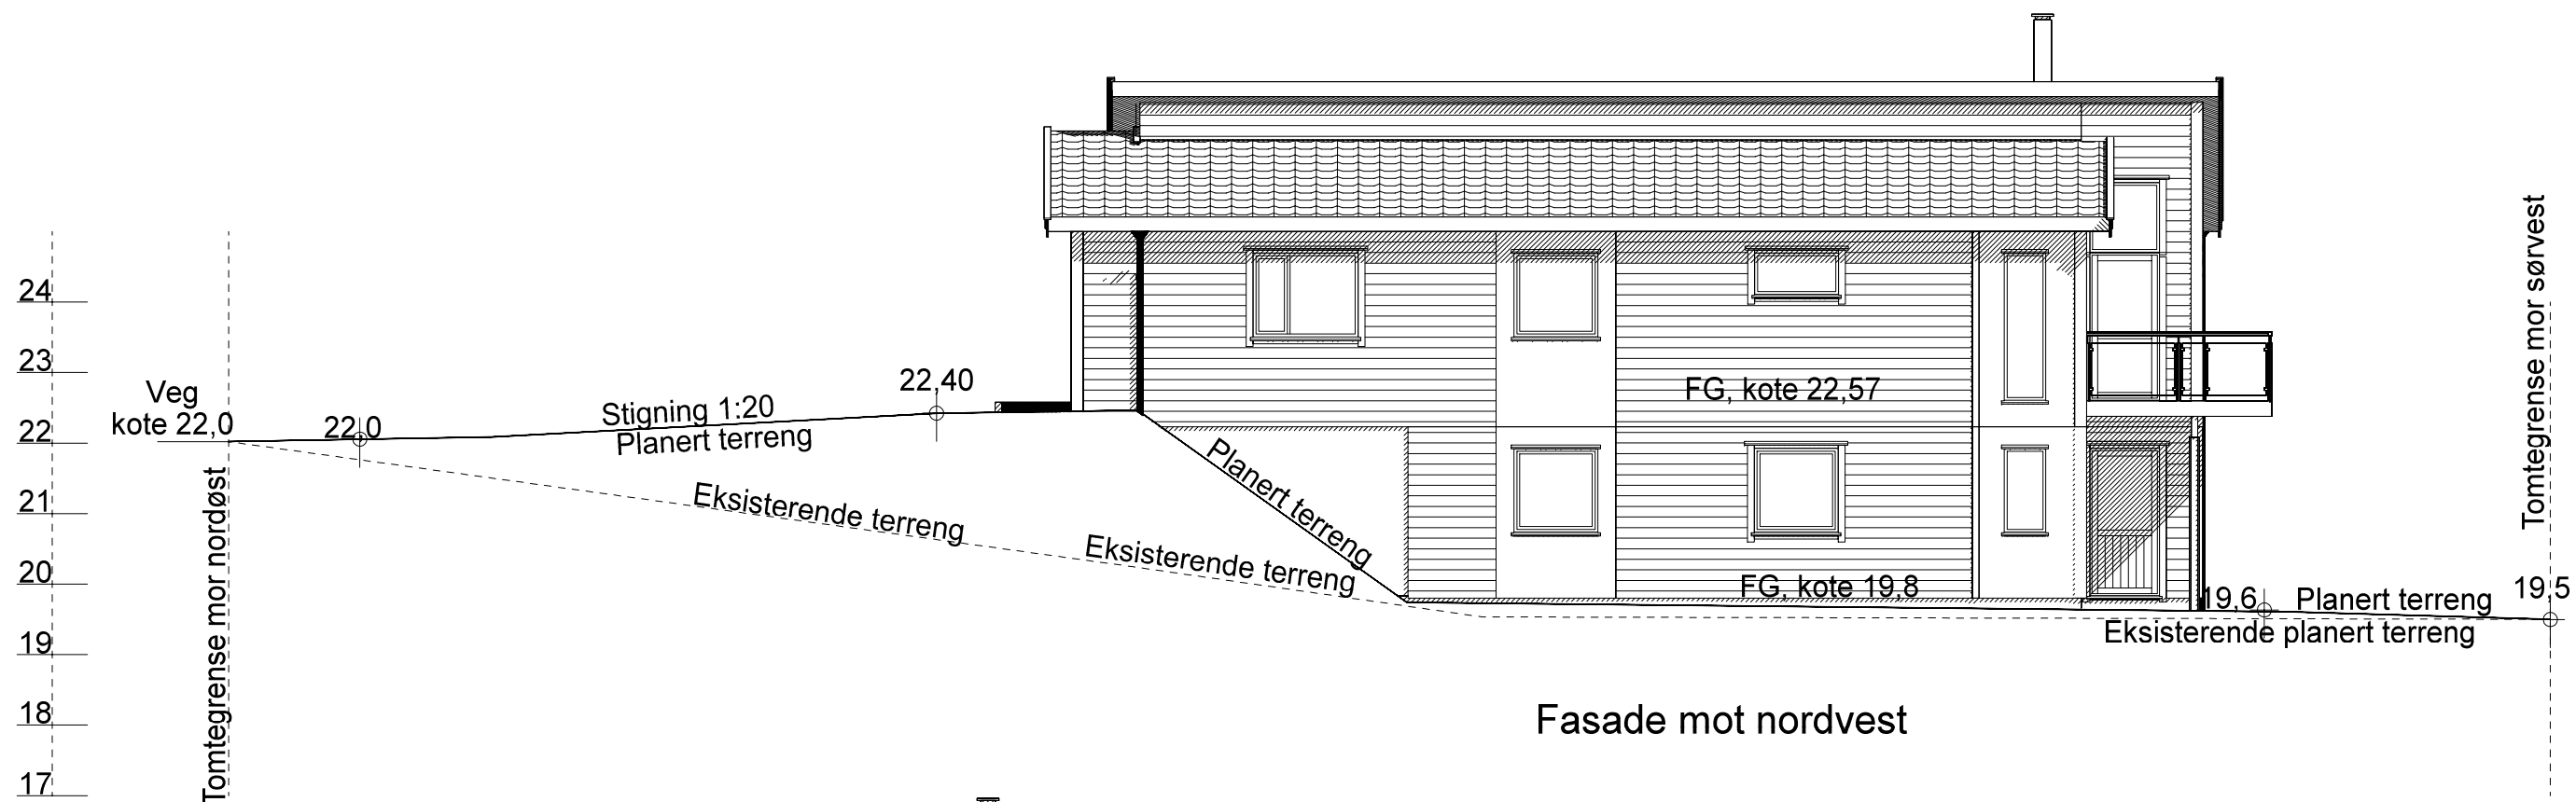 24
23
22
21
20
19
18
17
Veg
kote 22,0
22,0
Stigning 1:20
Planert terreng
22,40
Tomtegrense mor nordøst
Eksisterende terreng
Eksisterende terreng
Planert terreng
FG, kote 22,57
FG, kote 19,8
19,6
Planert terreng
19,5
Eksisterende planert terreng
Tomtegrense mor sørvest
Fasade mot nordvest